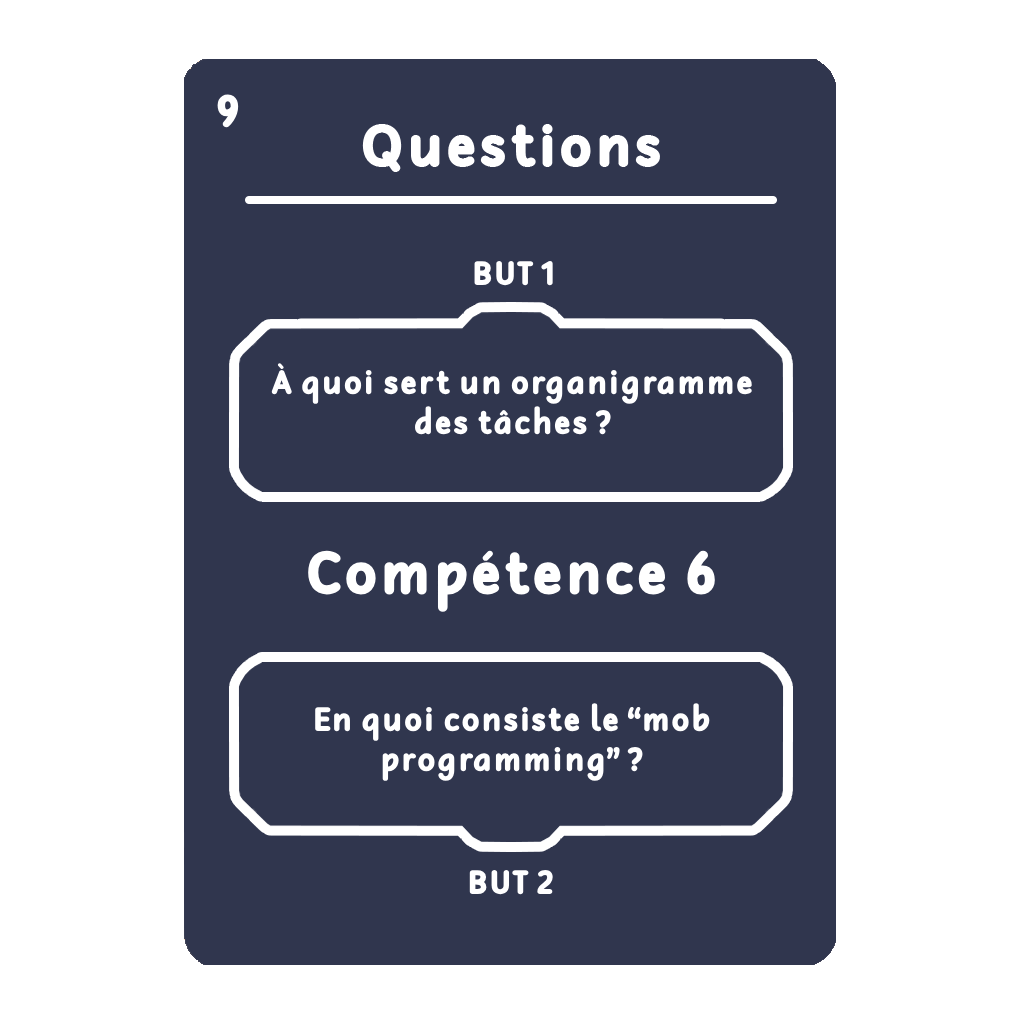 9
Questions
BUT 1
À quoi sert un organigramme
des tâches ?
Compétence 6
En quoi consiste le “mob
programming” ?
BUT 2